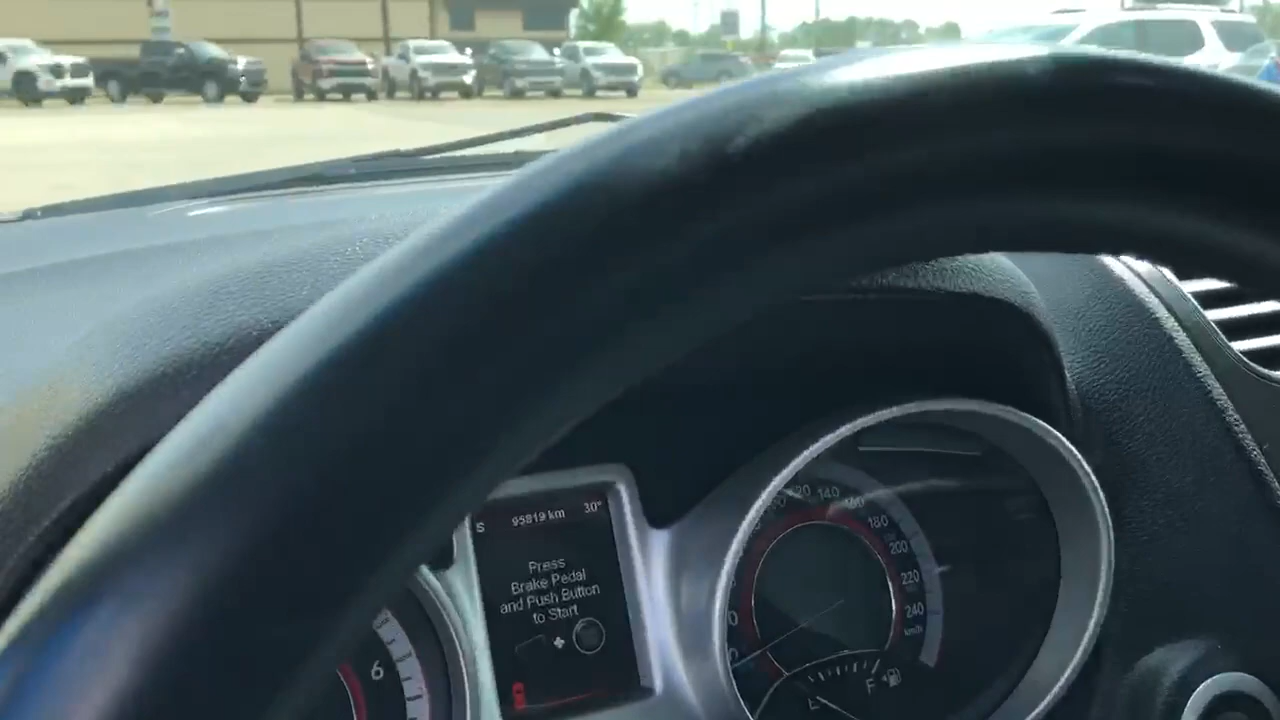 S 95819 km 30°
Press
Brake Pedal
and Push Button
to Start
6
120 140 160 180 200 220 240
km/h
E F